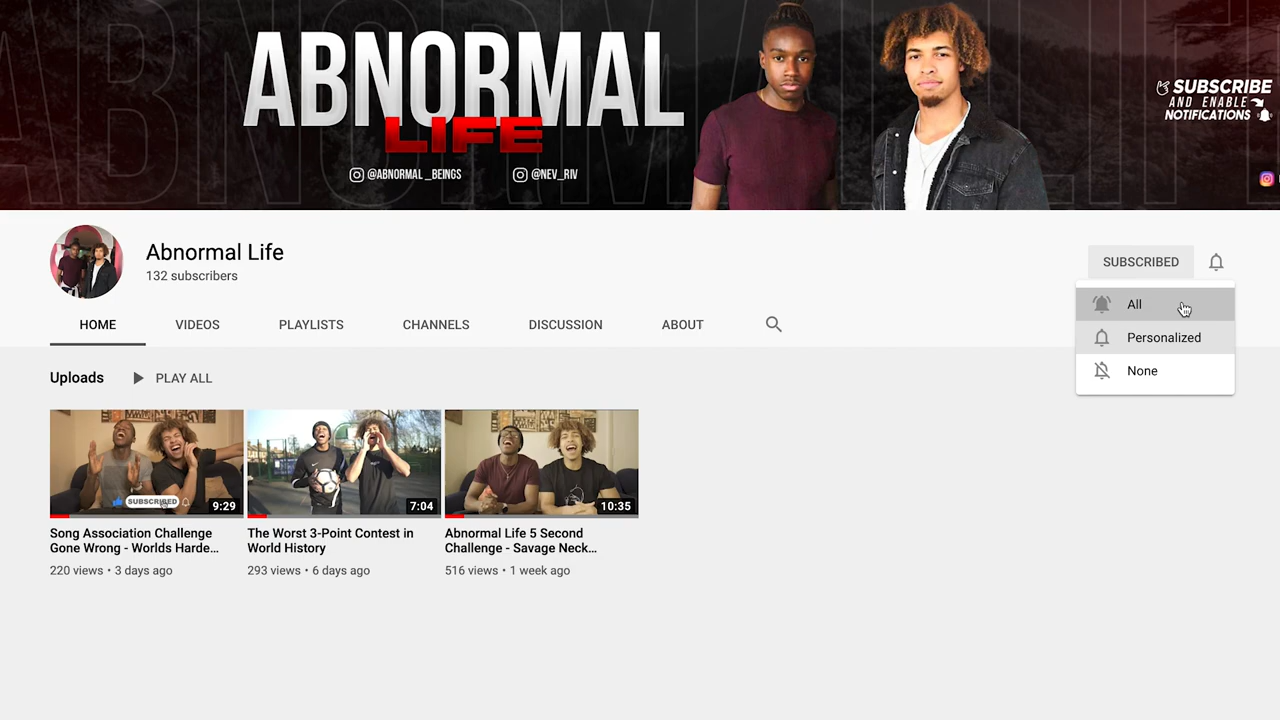 ABNORMAL
LIFE
@ABNORMAL_BEINGS
@NEV_RIV
SUBSCRIBE
AND ENABLE
NOTIFICATIONS
Abnormal Life
132 subscribers
SUBSCRIBED
All
Personalized
None
HOME
VIDEOS
PLAYLISTS
CHANNELS
DISCUSSION
ABOUT
Uploads
PLAY ALL
SUBSCRIBED
9:29
7:04
10:35
Song Association Challenge
Gone Wrong - Worlds Harde...
220 views • 3 days ago
The Worst 3-Point Contest in
World History
293 views • 6 days ago
Abnormal Life 5 Second
Challenge - Savage Neck...
516 views • 1 week ago